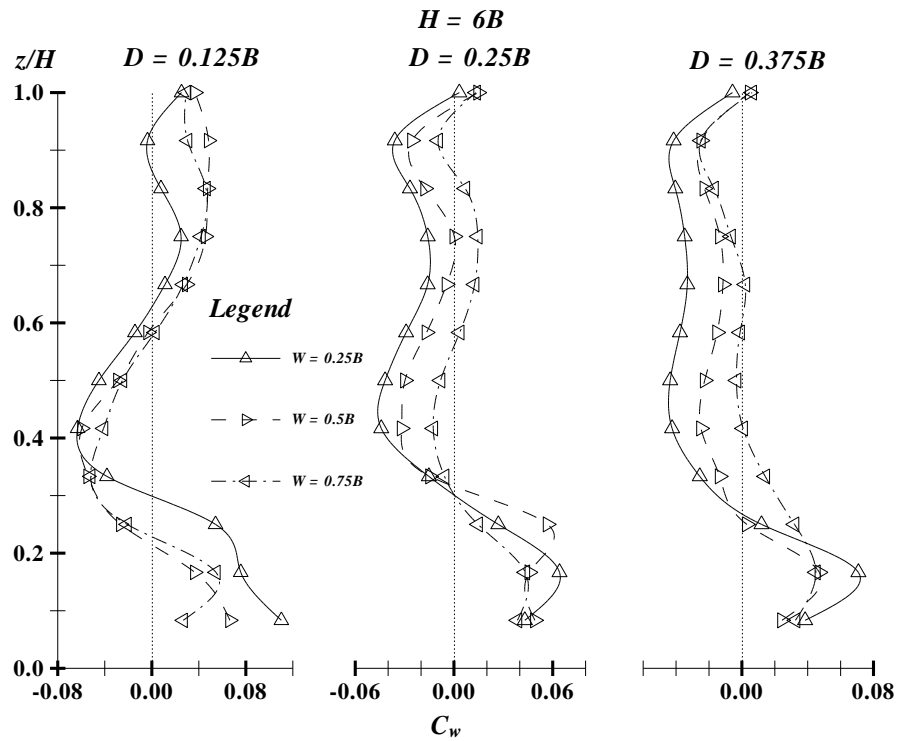 H = 6B
z/H
D = 0.125B
D = 0.25B
D = 0.375B
1.0
0.8
0.6
0.4
0.2
0.0
Legend
W = 0.25B
W = 0.5B
W = 0.75B
-0.08
0.00
0.08
-0.06
0.00
0.06
0.00
0.08
Cw